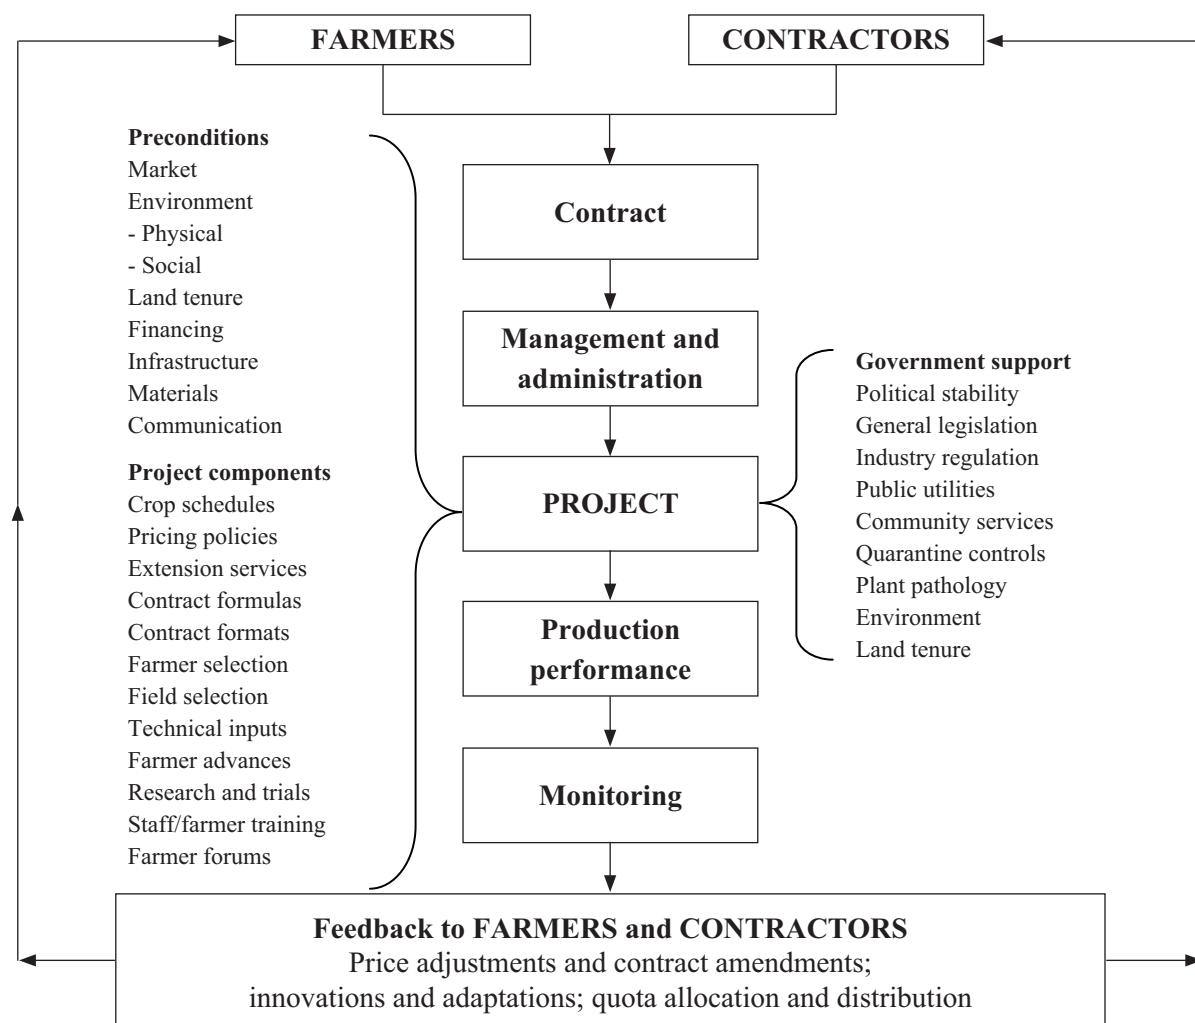 FARMERS
CONTRACTORS
Preconditions
Market
Environment
- Physical
- Social
Land tenure
Financing
Infrastructure
Materials
Communication
Project components
Crop schedules
Pricing policies
Extension services
Contract formulas
Contract formats
Farmer selection
Field selection
Technical inputs
Farmer advances
Research and trials
Staff/farmer training
Farmer forums
Contract
Management and
administration
PROJECT
Production
performance
Monitoring
Government support
Political stability
General legislation
Industry regulation
Public utilities
Community services
Quarantine controls
Plant pathology
Environment
Land tenure
Feedback to FARMERS and CONTRACTORS
Price adjustments and contract amendments;
innovations and adaptations; quota allocation and distribution